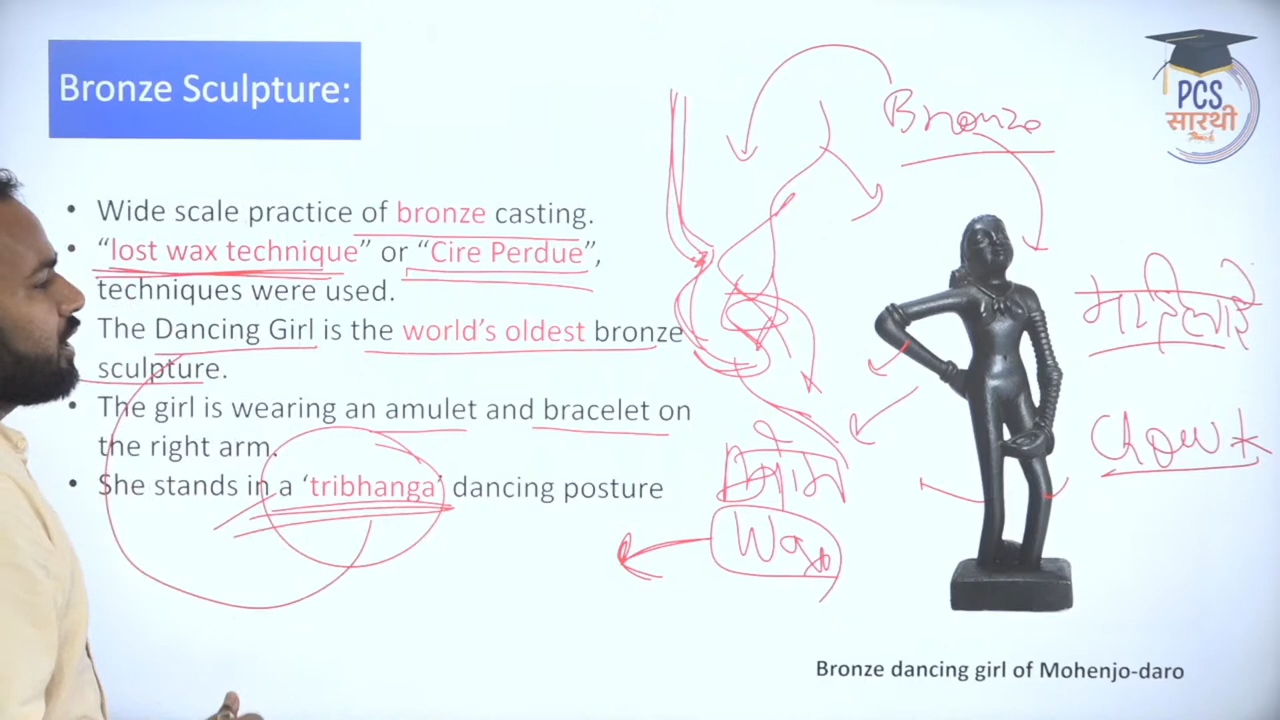 Bronze Sculpture:
PCS
सारथी
Bronze
• Wide scale practice of bronze casting.
• “lost wax technique” or “Cire Perdue”,
techniques were used.
The Dancing Girl is the world’s oldest bronze
sculpture.
• The girl is wearing an amulet and bracelet on
the right arm.
• She stands in a ‘tribhanga’ dancing posture
Wax
Bronze dancing girl of Mohenjo-daro